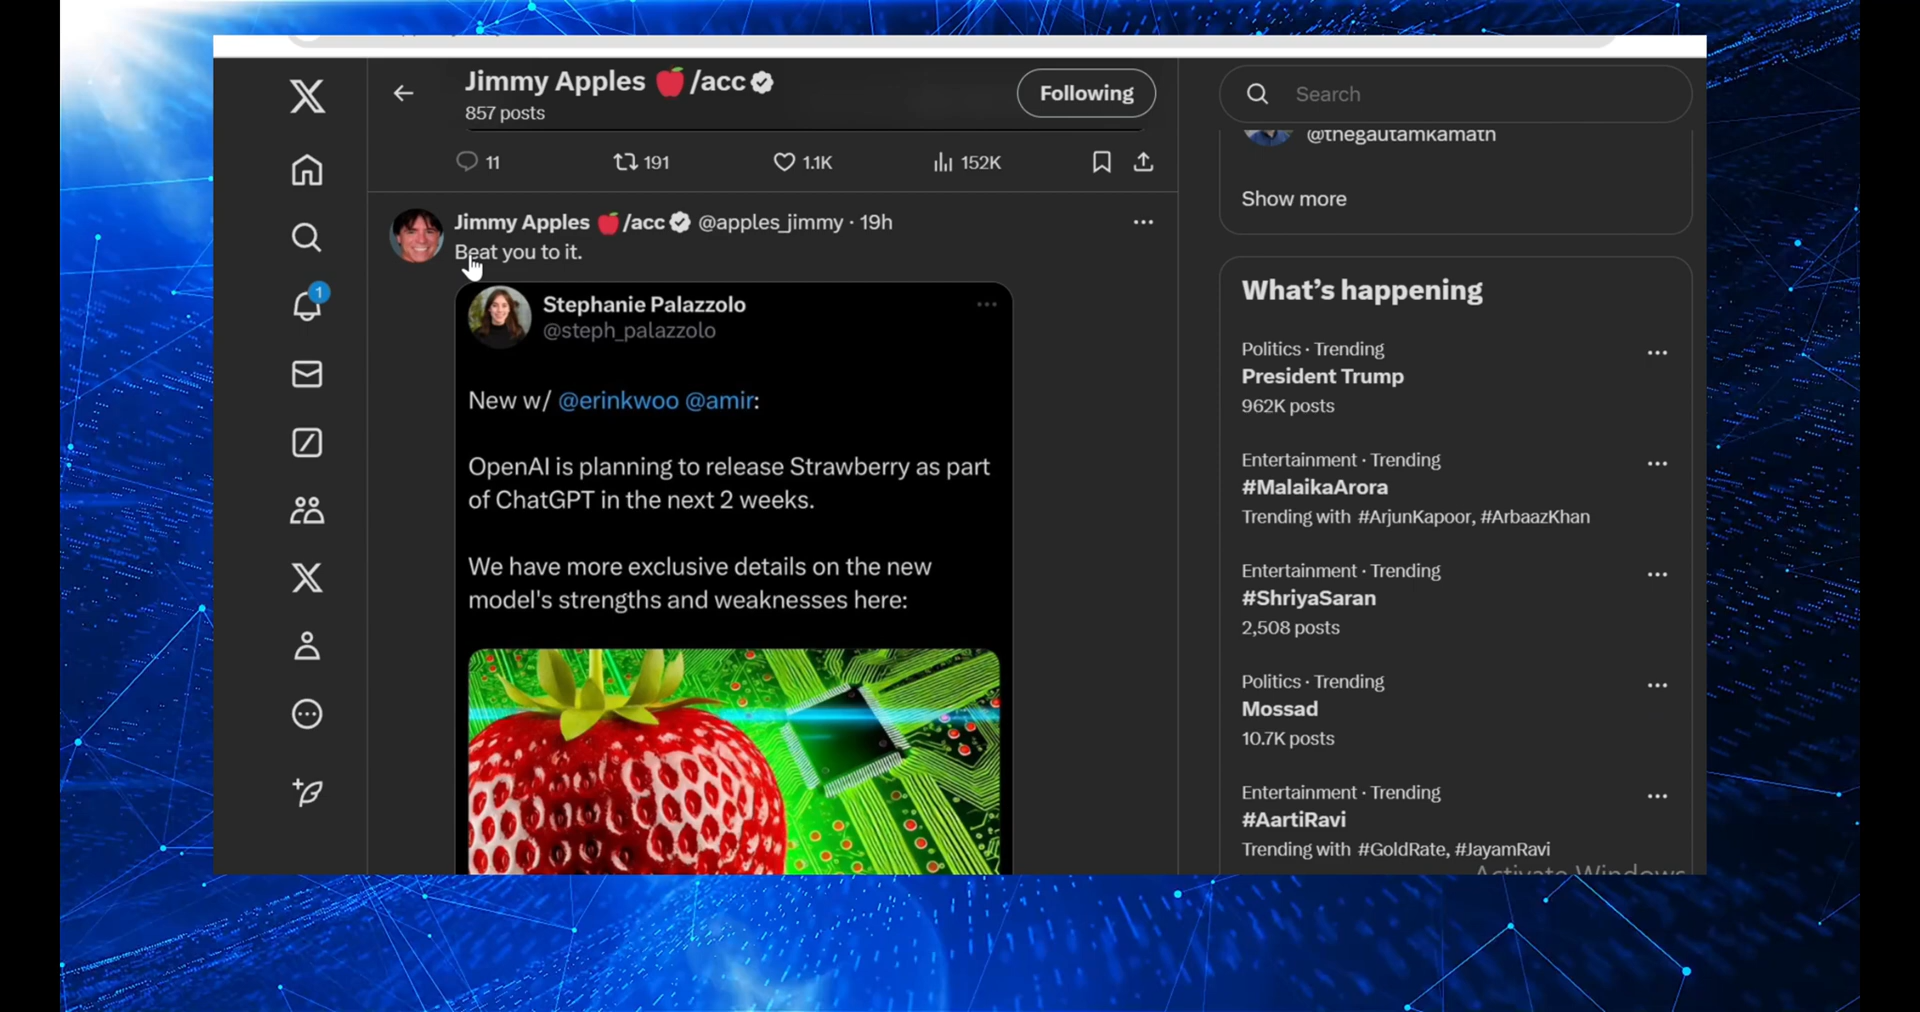 Jimmy Apples 🍎/acc
857 posts
Following
11
191
1.1K
152K
Jimmy Apples 🍎/acc @apples_jimmy · 19h
Beat you to it.
Stephanie Palazzolo
@steph_palazzolo
New w/ @erinkwoo @amir:
OpenAI is planning to release Strawberry as part
of ChatGPT in the next 2 weeks.
We have more exclusive details on the new
model's strengths and weaknesses here:
1
Search
@thegautamkamath
Show more
What's happening
Politics · Trending
President Trump
962K posts
Entertainment · Trending
#MalaikaArora
Trending with #ArjunKapoor, #ArbaazKhan
Entertainment · Trending
#ShriyaSaran
2,508 posts
Politics · Trending
Mossad
10.7K posts
Entertainment · Trending
#AartiRavi
Trending with #GoldRate, #JayamRavi
Activate Windows